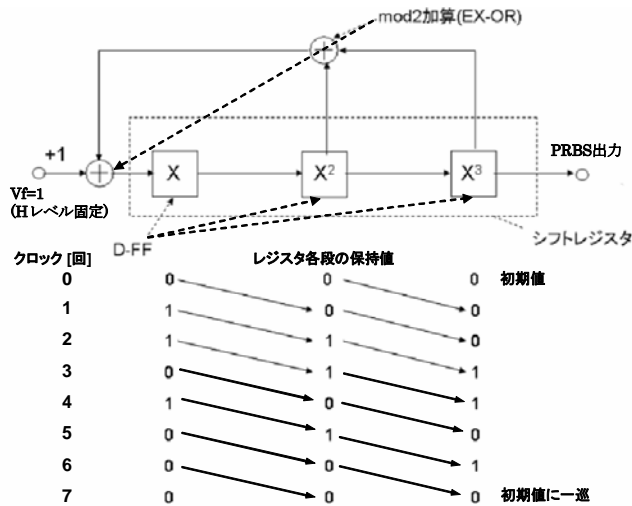 mod2加算(EX-OR)
+1
PRBS出力
X X² X³
Vf=1
(Hレベル固定)
D-FF
シフトレジスタ
クロック [回] レジスタ各段の保持値
0 0 0 0 初期値
1 1 0 0
2 1 1 0
3 0 1 1
4 1 0 1
5 0 1 0
6 0 0 1
7 0 0 0 初期値に一巡